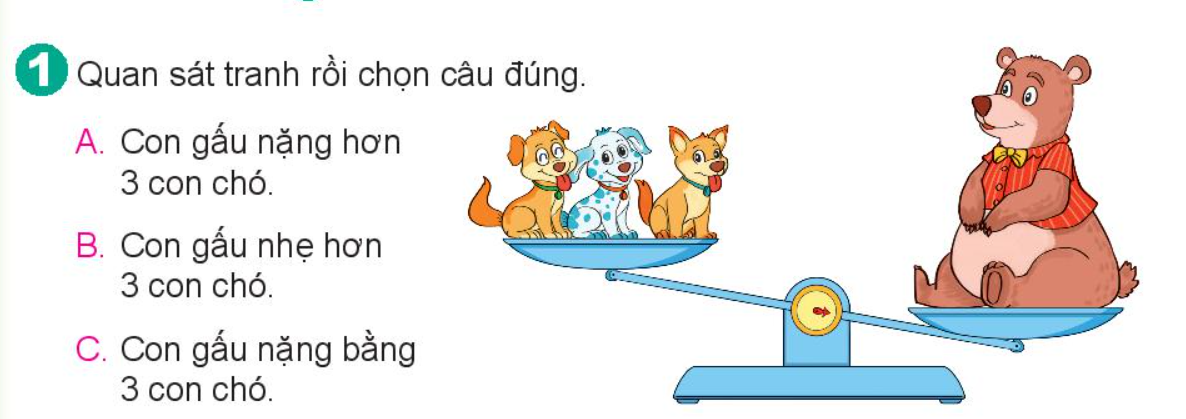 1 Quan sát tranh rồi chọn câu đúng.
A. Con gấu nặng hơn
3 con chó.
B. Con gấu nhẹ hơn
3 con chó.
C. Con gấu nặng bằng
3 con chó.